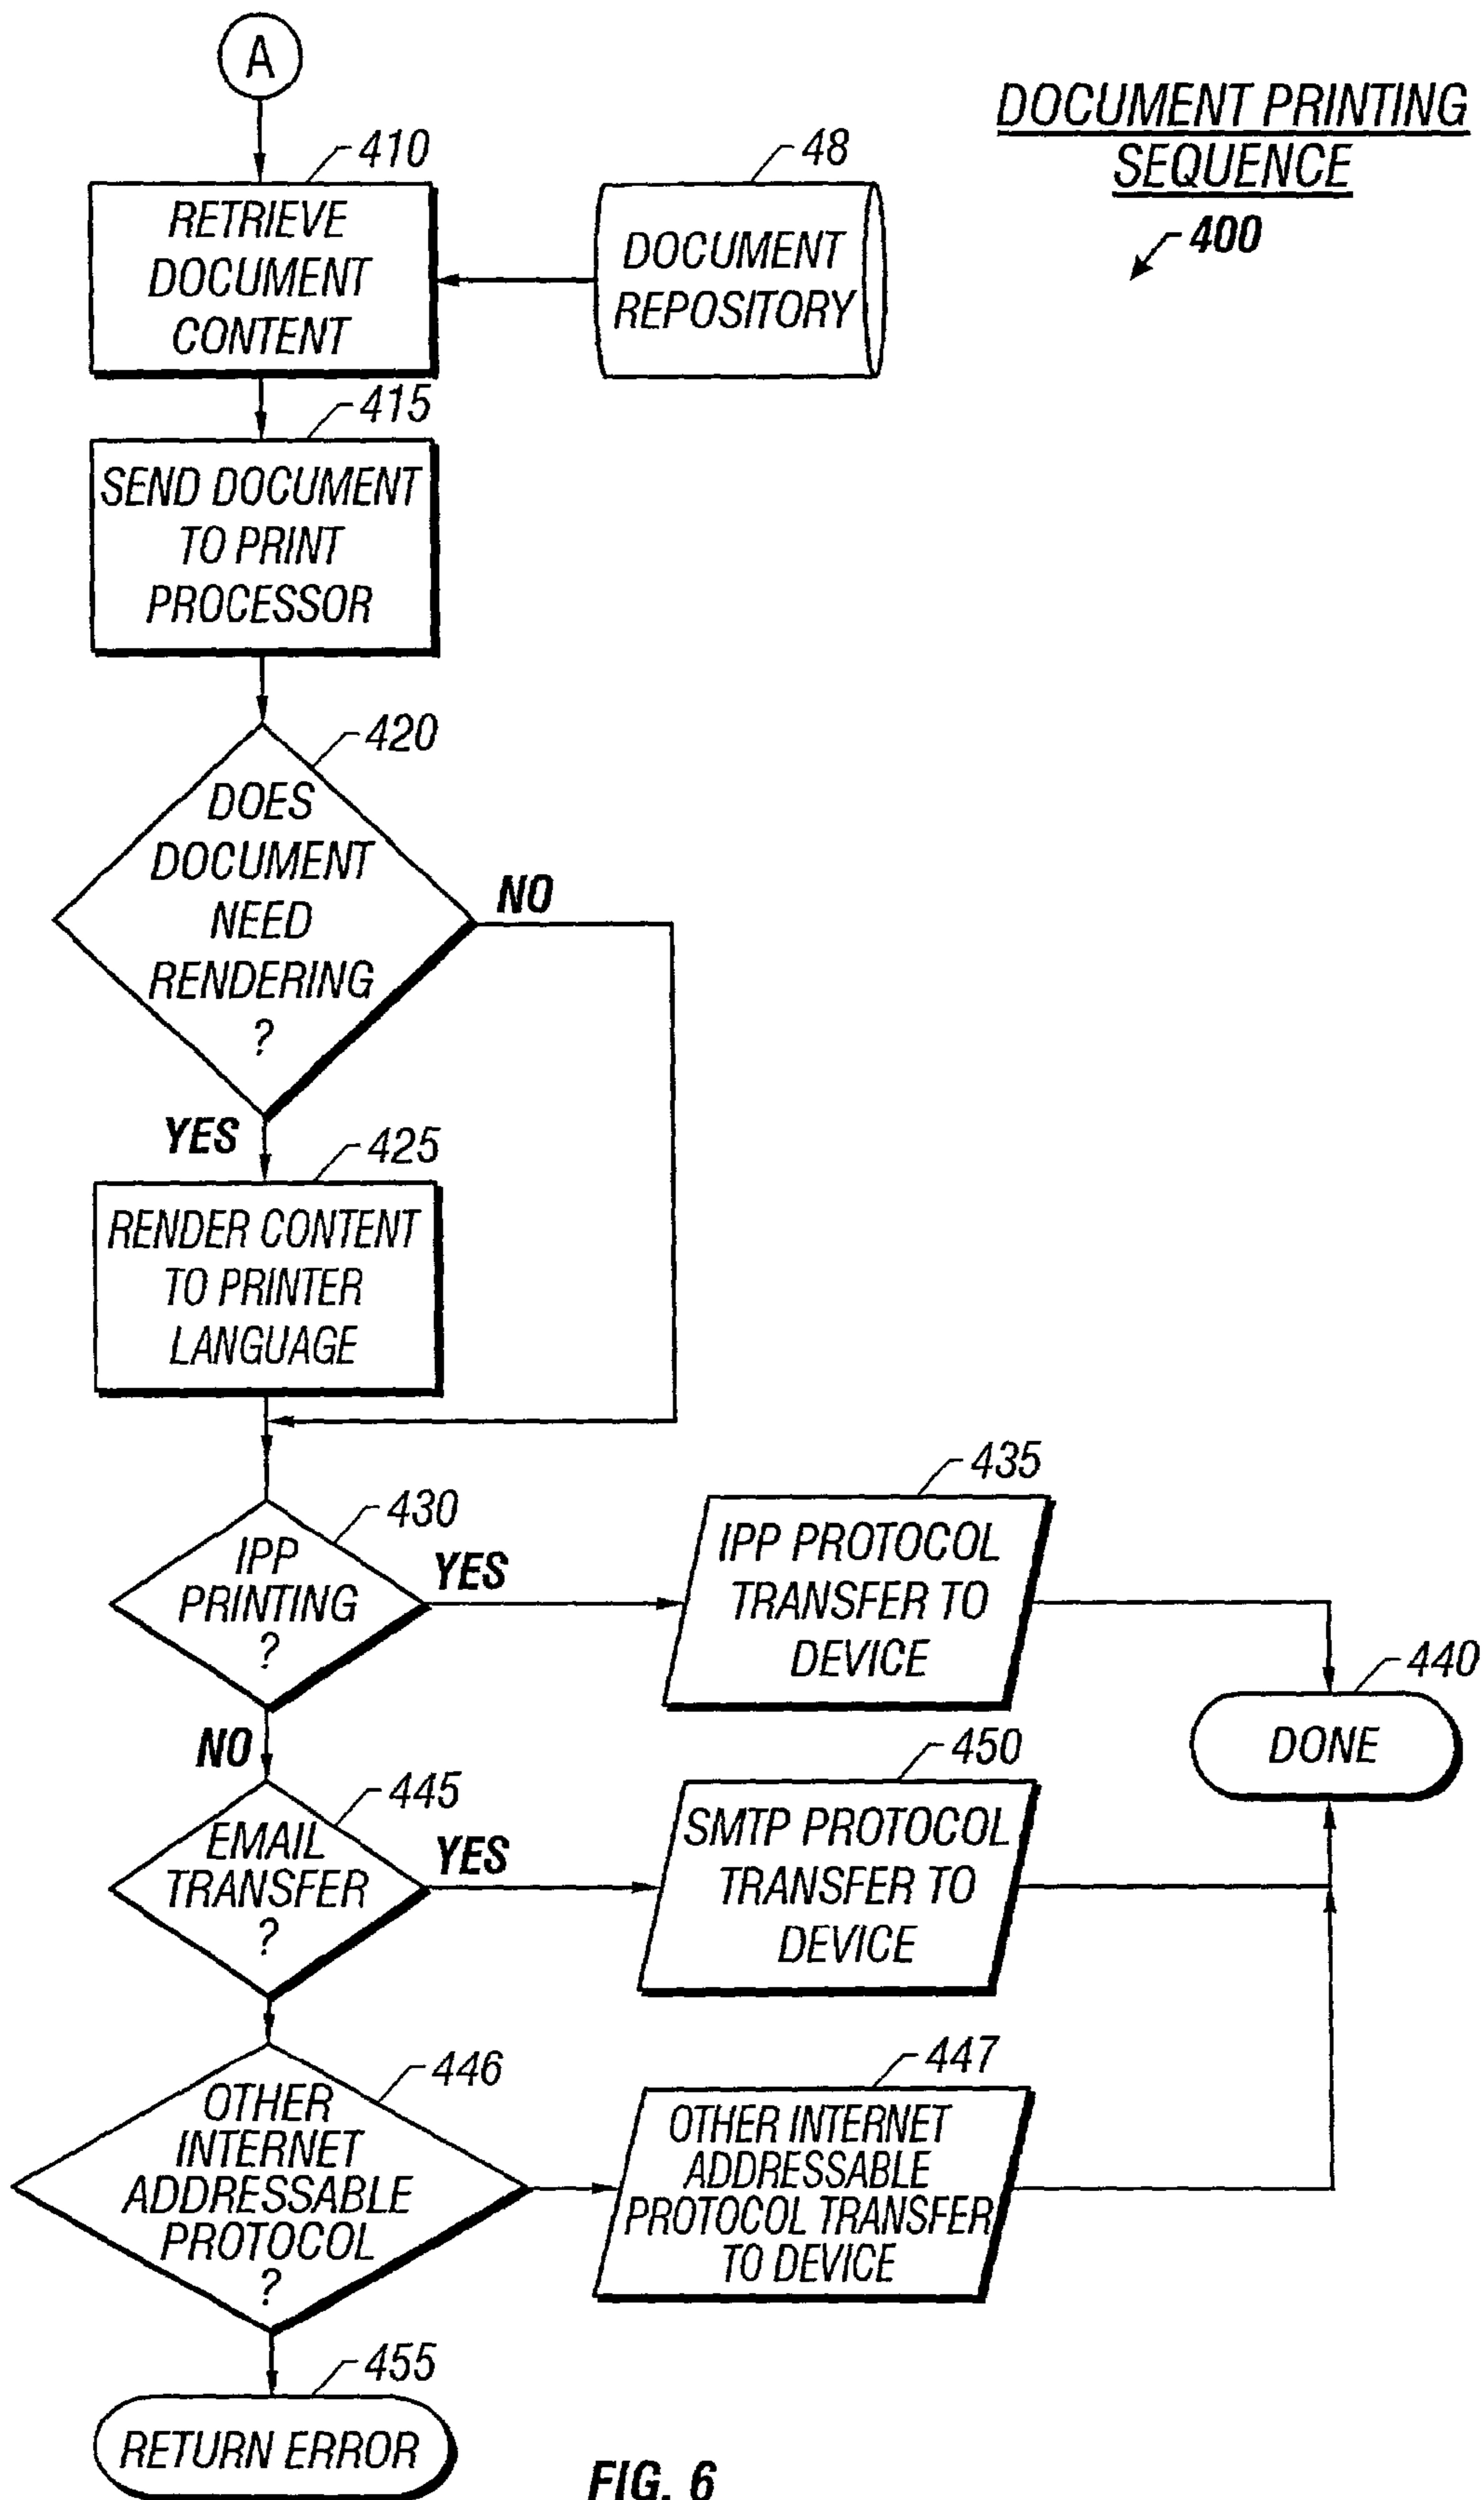 A
DOCUMENT PRINTING
SEQUENCE
400
410
RETRIEVE
DOCUMENT
CONTENT
48
DOCUMENT
REPOSITORY
415
SEND DOCUMENT
TO PRINT
PROCESSOR
420
DOES
DOCUMENT
NEED
RENDERING
?
NO
YES
425
RENDER CONTENT
TO PRINTER
LANGUAGE
430
IPP
PRINTING
?
YES
435
IPP PROTOCOL
TRANSFER TO
DEVICE
440
DONE
NO
445
EMAIL
TRANSFER
?
YES
450
SMTP PROTOCOL
TRANSFER TO
DEVICE
446
OTHER
INTERNET
ADDRESSABLE
PROTOCOL
?
447
OTHER INTERNET
ADDRESSABLE
PROTOCOL TRANSFER
TO DEVICE
455
RETURN ERROR
FIG. 6